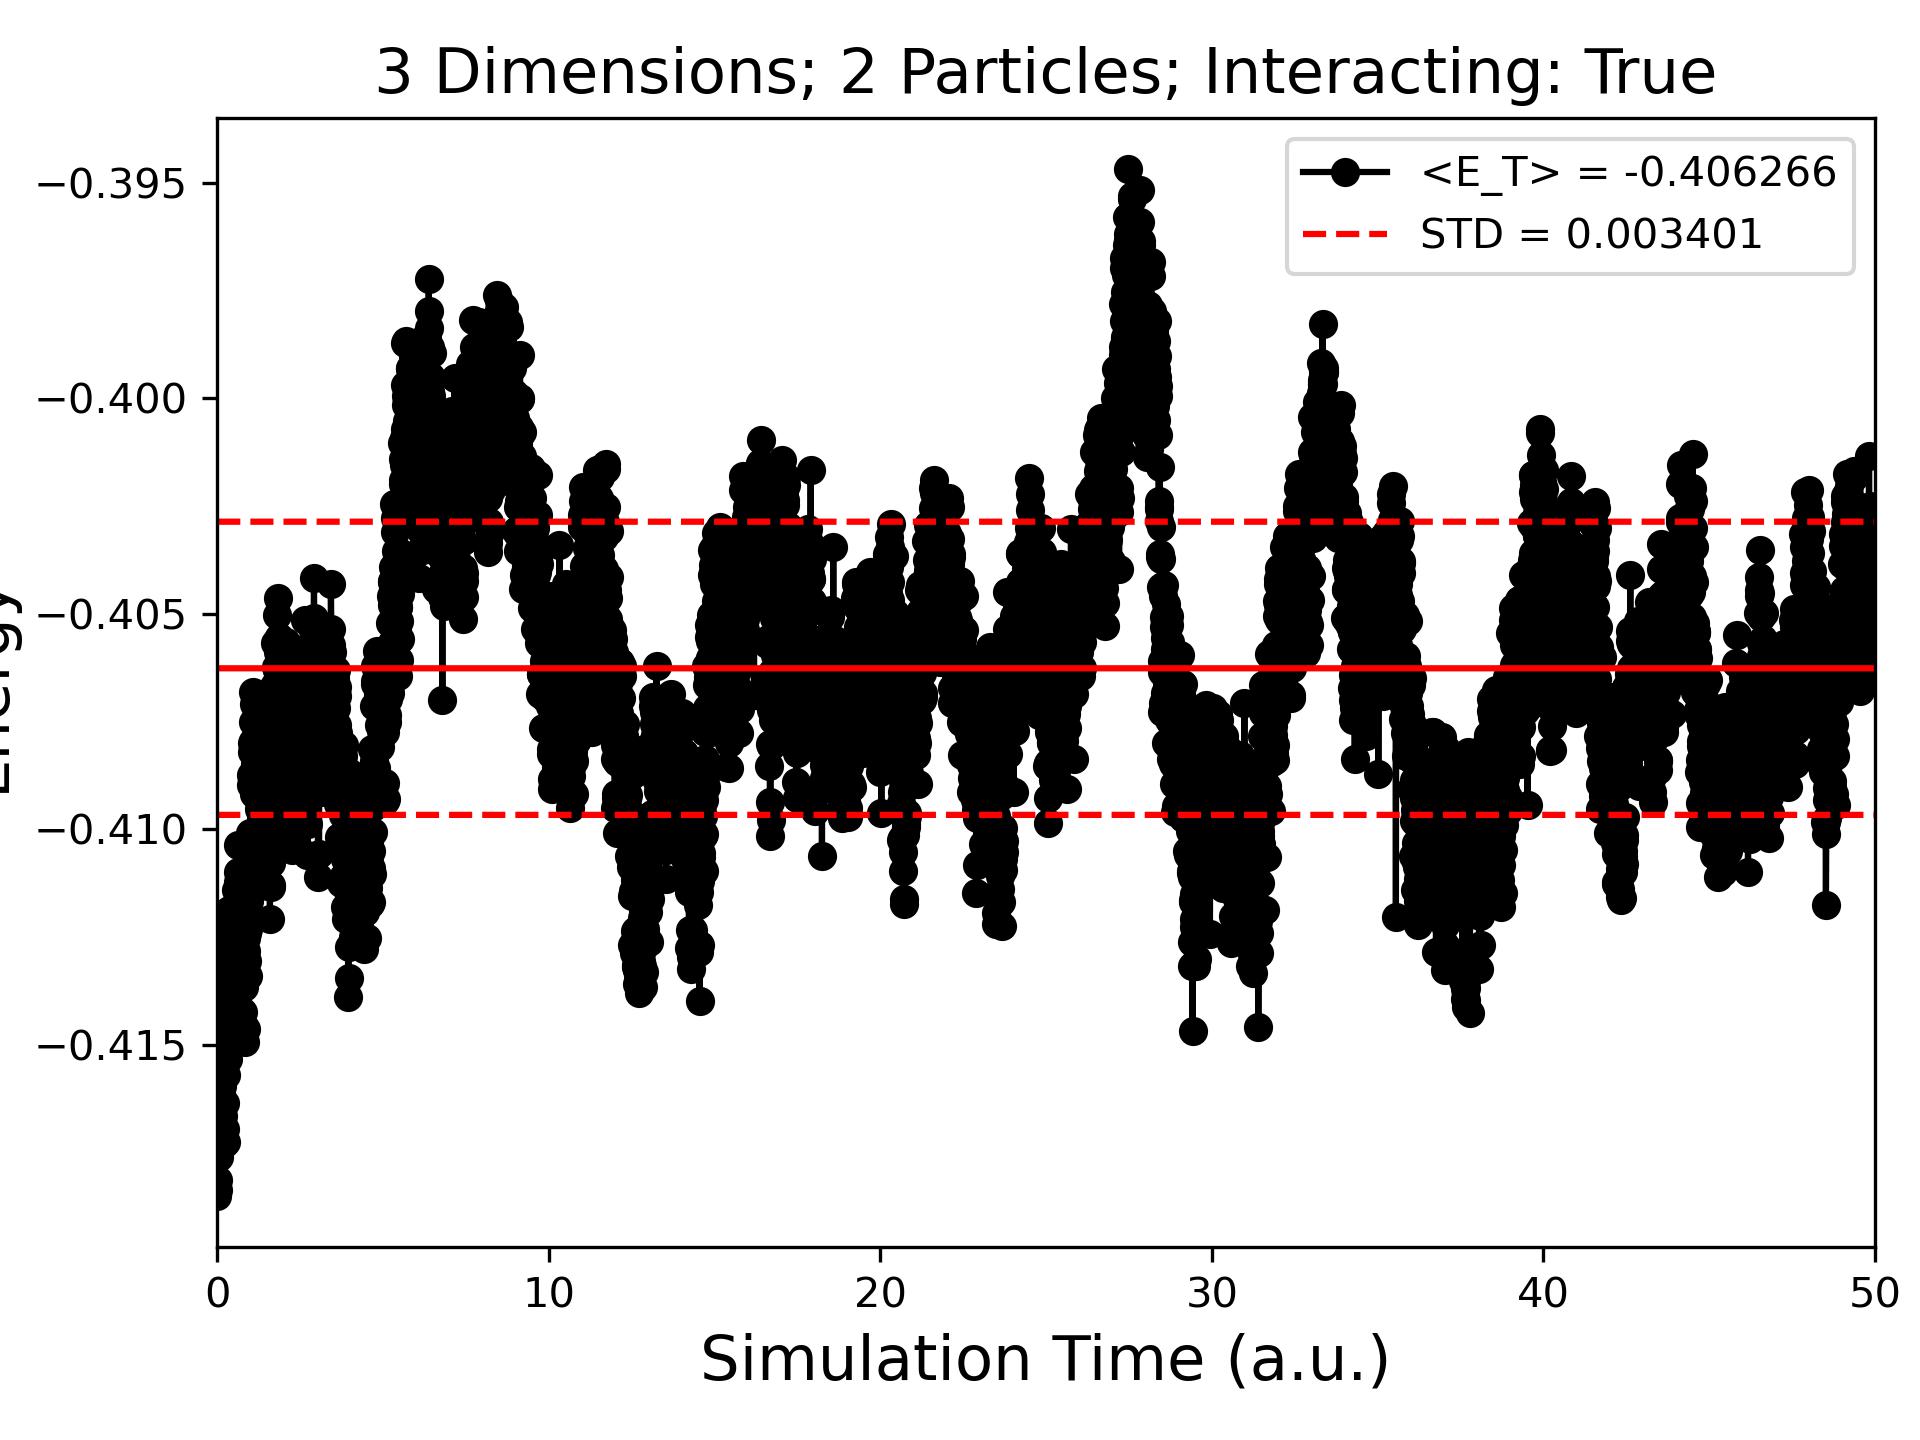 3 Dimensions; 2 Particles; Interacting: True
<E_T> = -0.406266
STD = 0.003401
−0.395
−0.400
−0.405
−0.410
−0.415
Energy
0 10 20 30 40 50
Simulation Time (a.u.)